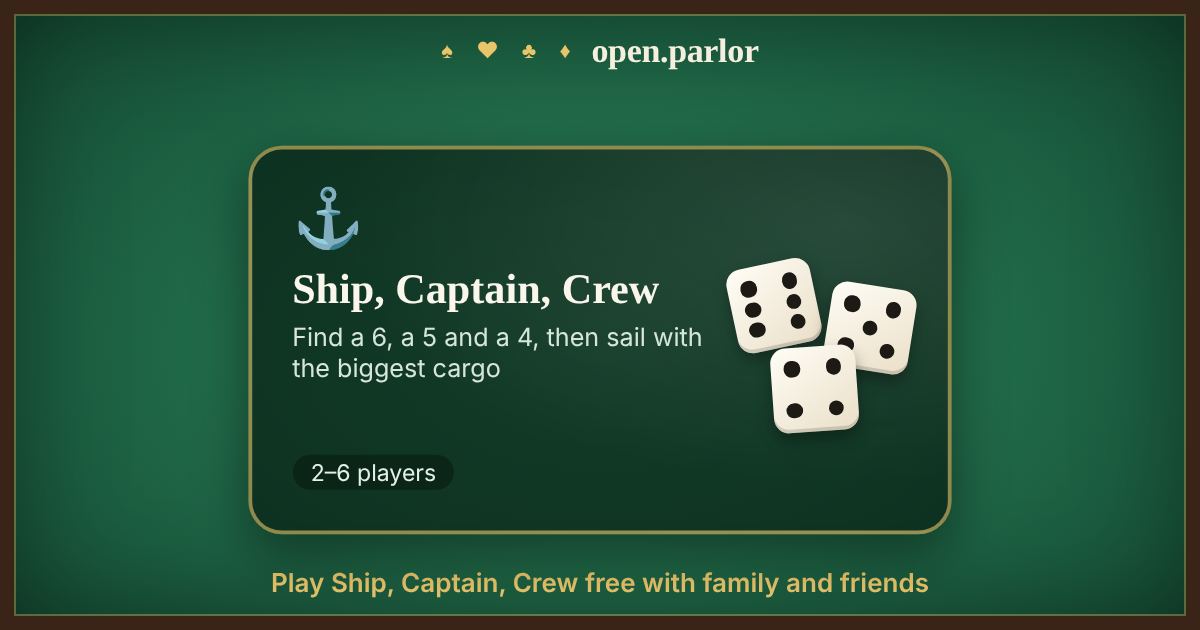 ♠ ♥ ♣ ♦ open.parlor
Ship, Captain, Crew
Find a 6, a 5 and a 4, then sail with
the biggest cargo
2–6 players
Play Ship, Captain, Crew free with family and friends